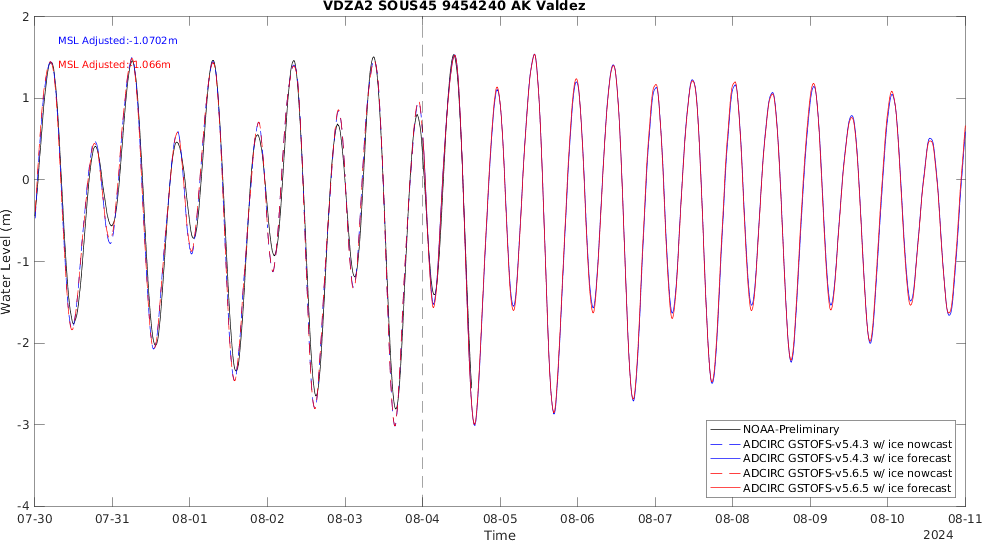 VDZA2 SOUS45 9454240 AK Valdez
MSL Adjusted:-1.0702m
MSL Adjusted:-1.066m
2
1
0
-1
-2
-3
-4
Water Level (m)
07-30 07-31 08-01 08-02 08-03 08-04 08-05 08-06 08-07 08-08 08-09 08-10 08-11
Time
2024
NOAA-Preliminary
ADCIRC GSTOFS-v5.4.3 w/ ice nowcast
ADCIRC GSTOFS-v5.4.3 w/ ice forecast
ADCIRC GSTOFS-v5.6.5 w/ ice nowcast
ADCIRC GSTOFS-v5.6.5 w/ ice forecast